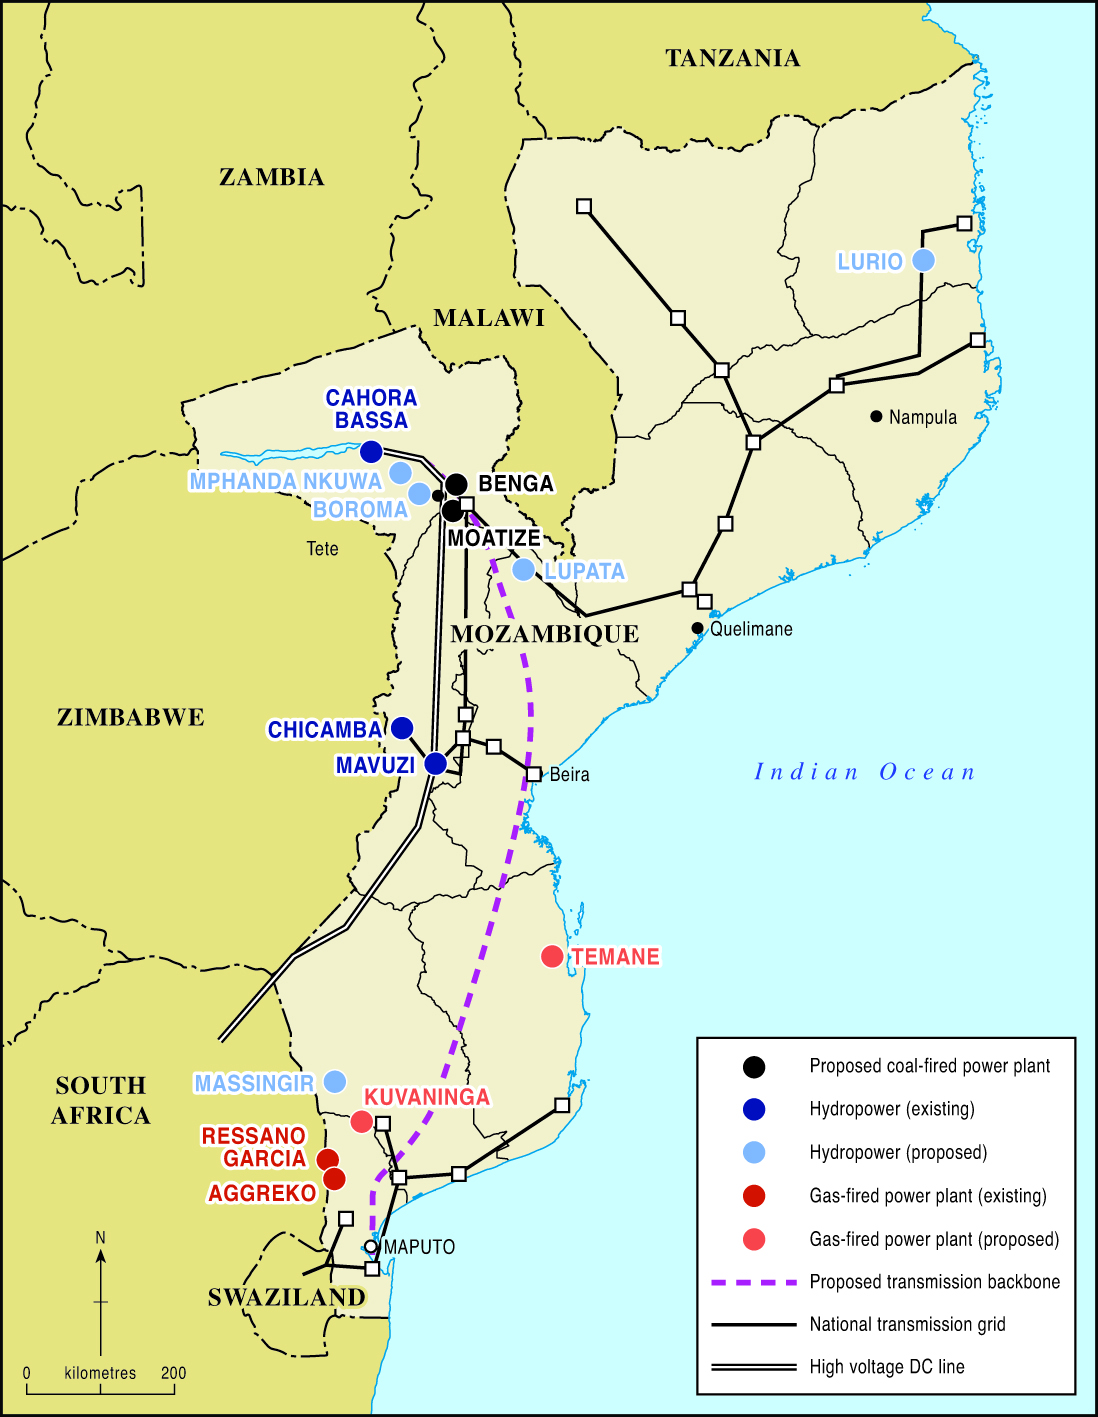 TANZANIA
ZAMBIA
LURIO
MALAWI
CAHORA
BASSA
Nampula
MPHANDA NKUWA
BENGA
BOROMA
MOATIZE
Tete
LUPATA
MOZAMBIQUE
Quelimane
ZIMBABWE
CHICAMBA
MAVUZI
Beira
Indian Ocean
TEMANE
SOUTH
AFRICA
MASSINGIR
KUVANINGA
RESSANO
GARCIA
AGGREKO
MAPUTO
SWAZILAND
N
0 kilometres 200
Proposed coal-fired power plant
Hydropower (existing)
Hydropower (proposed)
Gas-fired power plant (existing)
Gas-fired power plant (proposed)
Proposed transmission backbone
National transmission grid
High voltage DC line